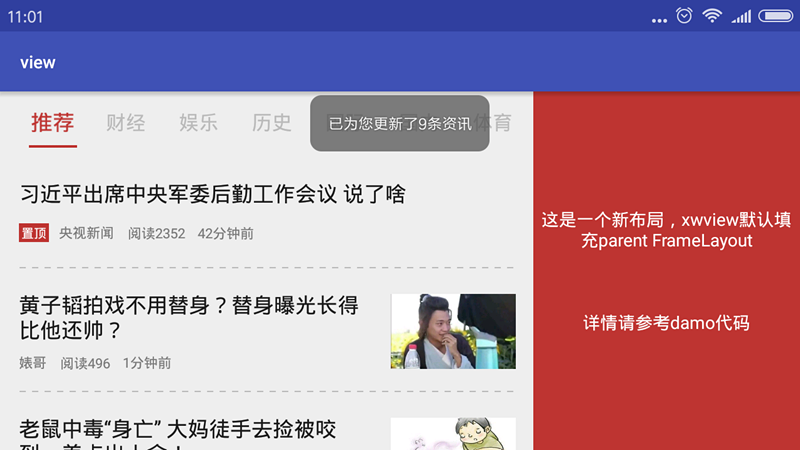 11:01
view
推荐 财经 娱乐 历史 体育
已为您更新了9条资讯
习近平出席中央军委后勤工作会议 说了啥
置顶 央视新闻 阅读2352 42分钟前
黄子韬拍戏不用替身？替身曝光长得
比他还帅？
婊哥 阅读496 1分钟前
老鼠中毒“身亡” 大妈徒手去捡被咬
这是一个新布局，xwview默认填
充parent FrameLayout
详情请参考damo代码